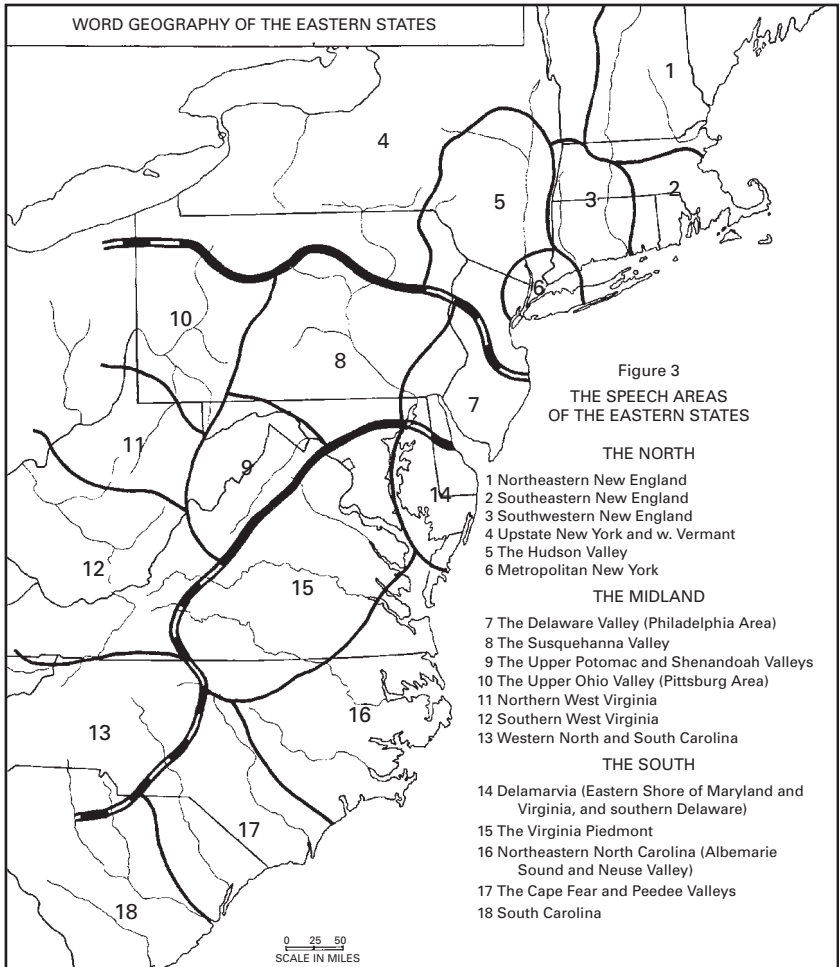 WORD GEOGRAPHY OF THE EASTERN STATES
1
4
5
3
2
6
10
8
7
11
9
14
12
15
13
16
17
18
Figure 3
THE SPEECH AREAS
OF THE EASTERN STATES
THE NORTH
1 Northeastern New England
2 Southeastern New England
3 Southwestern New England
4 Upstate New York and w. Vermant
5 The Hudson Valley
6 Metropolitan New York
THE MIDLAND
7 The Delaware Valley (Philadelphia Area)
8 The Susquehanna Valley
9 The Upper Potomac and Shenandoah Valleys
10 The Upper Ohio Valley (Pittsburg Area)
11 Northern West Virginia
12 Southern West Virginia
13 Western North and South Carolina
THE SOUTH
14 Delamarvia (Eastern Shore of Maryland and
Virginia, and southern Delaware)
15 The Virginia Piedmont
16 Northeastern North Carolina (Albemarie
Sound and Neuse Valley)
17 The Cape Fear and Peedee Valleys
18 South Carolina
0 25 50
SCALE IN MILES